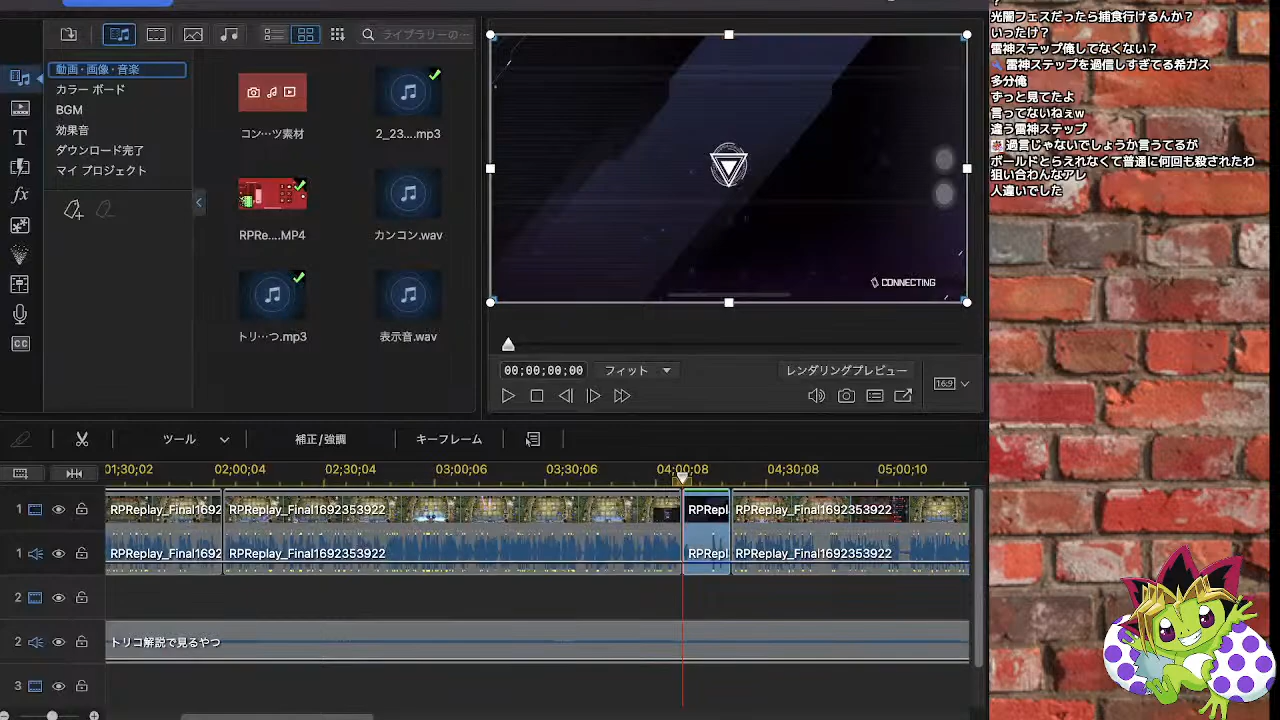 ライブラリーの…
動画・画像・音楽
カラー ボード
BGM
効果音
ダウンロード完了
マイ プロジェクト
コン…ツ素材
2_23....mp3
RPRe....MP4
カンコン.wav
トリ…つ.mp3
表示音.wav
CONNECTING
00;00;00;00
フィット
レンダリングプレビュー
16:9
T
fx
CC
ツール
補正/強調
キーフレーム
01;30;02
02;00;04
02;30;04
03;00;06
03;30;06
04;00;08
04;30;08
05;00;10
1
RPReplay_Final1692
RPReplay_Final1692353922
RPRepl
RPReplay_Final1692353922
1
RPReplay_Final1692
RPReplay_Final1692353922
RPRepl
RPReplay_Final1692353922
2
2
トリコ解説で見るやつ
3
?
光闇フェスだったら捕食行けるんか？
いったけ？
雷神ステップ俺してなくない？
雷神ステップを過信しすぎてる希ガス
多分俺
ずっと見てたよ
言ってないねぇw
違う雷神ステップ
過言じゃないでしょうか言うてるが
ボールドとらえれなくて普通に何回も殺されたわ
狙い合わんなアレ
人違いでした